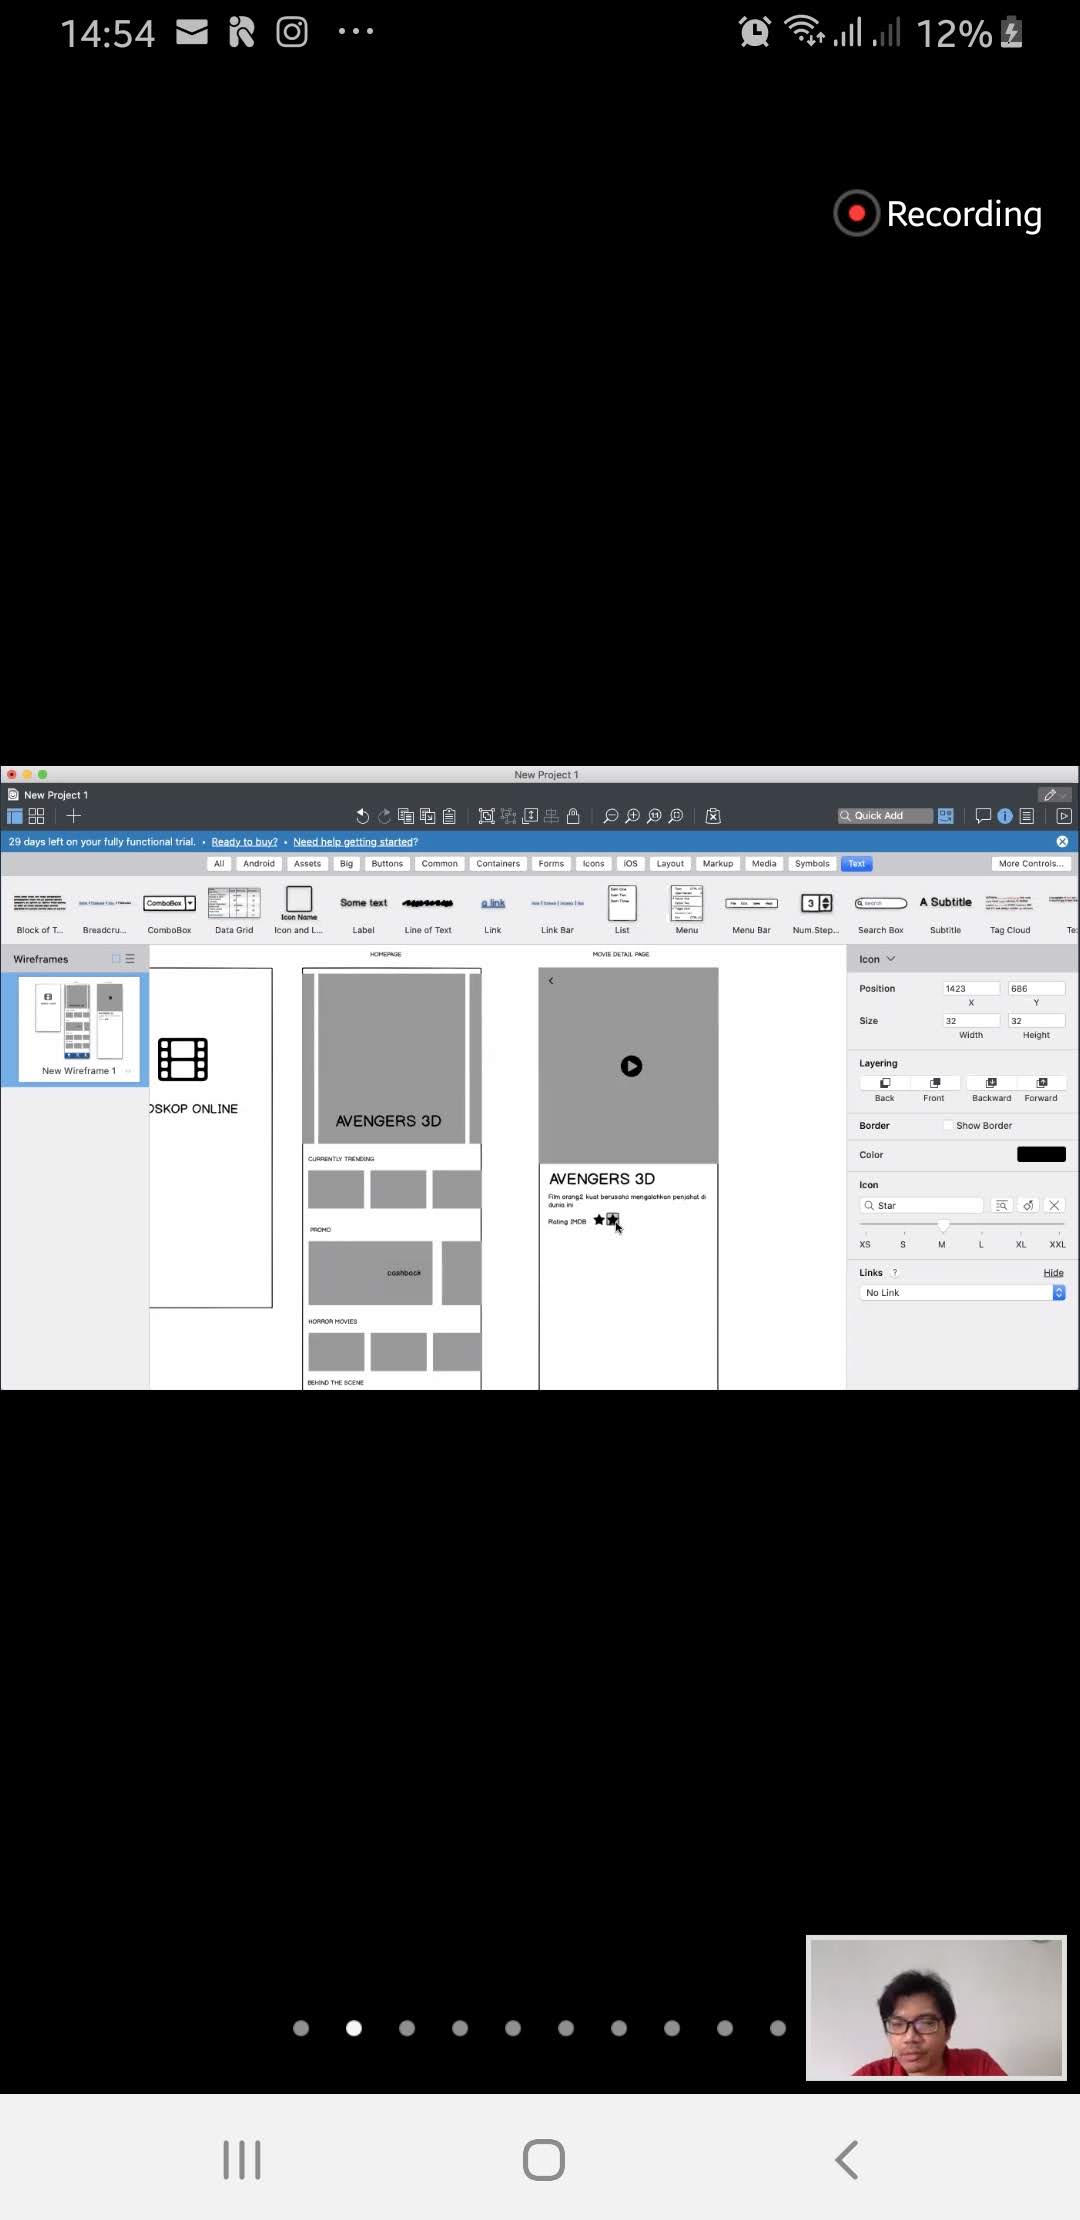 14:54
12%
Recording
New Project 1
New Project 1
Quick Add
29 days left on your fully functional trial. • Ready to buy? • Need help getting started?
All Android Assets Big Buttons Common Containers Forms Icons iOS Layout Markup Media Symbols Text More Controls...
ComboBox Icon Name Some text a link 3 search A Subtitle
Block of T... Breadcru... ComboBox Data Grid Icon and L... Label Line of Text Link Link Bar List Menu Menu Bar Num.Step... Search Box Subtitle Tag Cloud Te
Wireframes
New Wireframe 1
OSKOP ONLINE
HOMEPAGE
AVENGERS 3D
CURRENTLY TRENDING
PROMO
cashback
HORROR MOVIES
BEHIND THE SCENE
MOVIE DETAIL PAGE
AVENGERS 3D
Film orang2 kuat berusaha mengalahkan penjahat di
dunia ini
Rating IMDB
Icon
Position 1423 686
X Y
Size 32 32
Width Height
Layering
Back Front Backward Forward
Border Show Border
Color
Icon
Star
XS S M L XL XXL
Links ? Hide
No Link